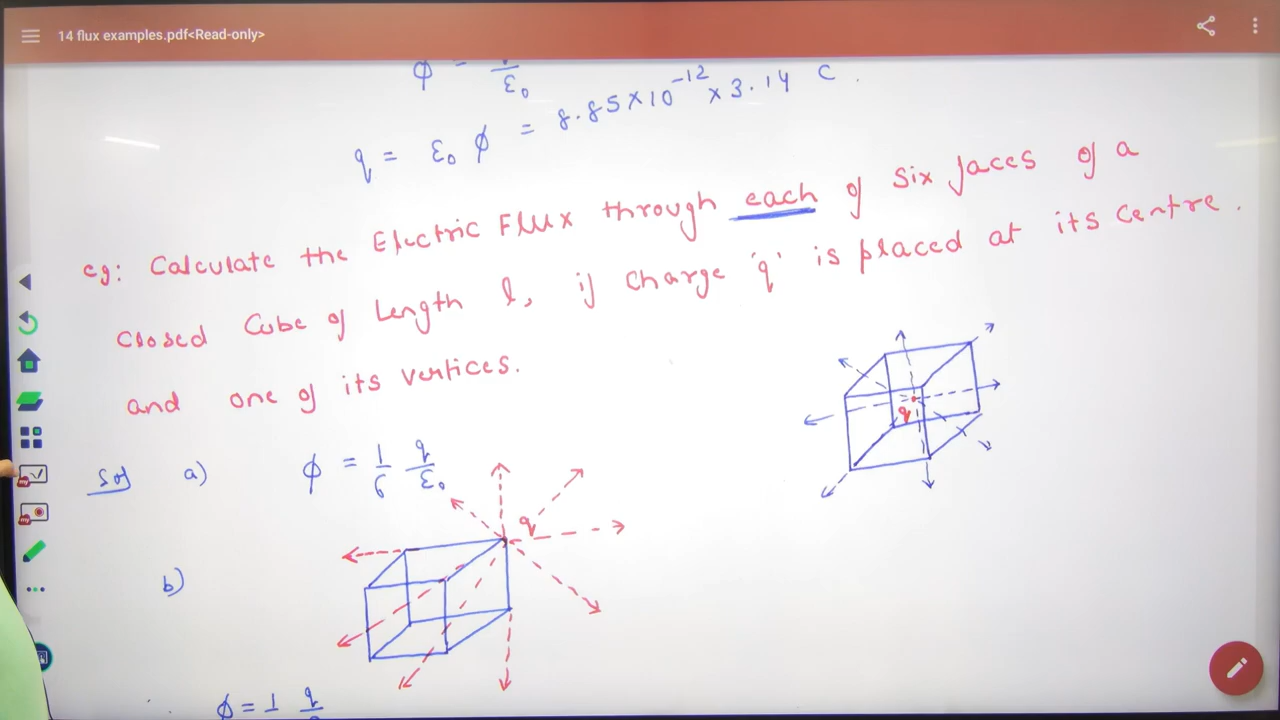 14 flux examples.pdf<Read-only>
ϕ = ε₀
q = ε₀ ϕ = 8.85×10⁻¹² × 3.14 C .
eg: Calculate the Electric Flux through each of six faces of a
closed Cube of Length l, if charge 'q' is placed at its centre .
and one of its vertices.
Sol a) ϕ = 1/6 q/ε₀
q
q
b)
∴ ϕ = 1 q